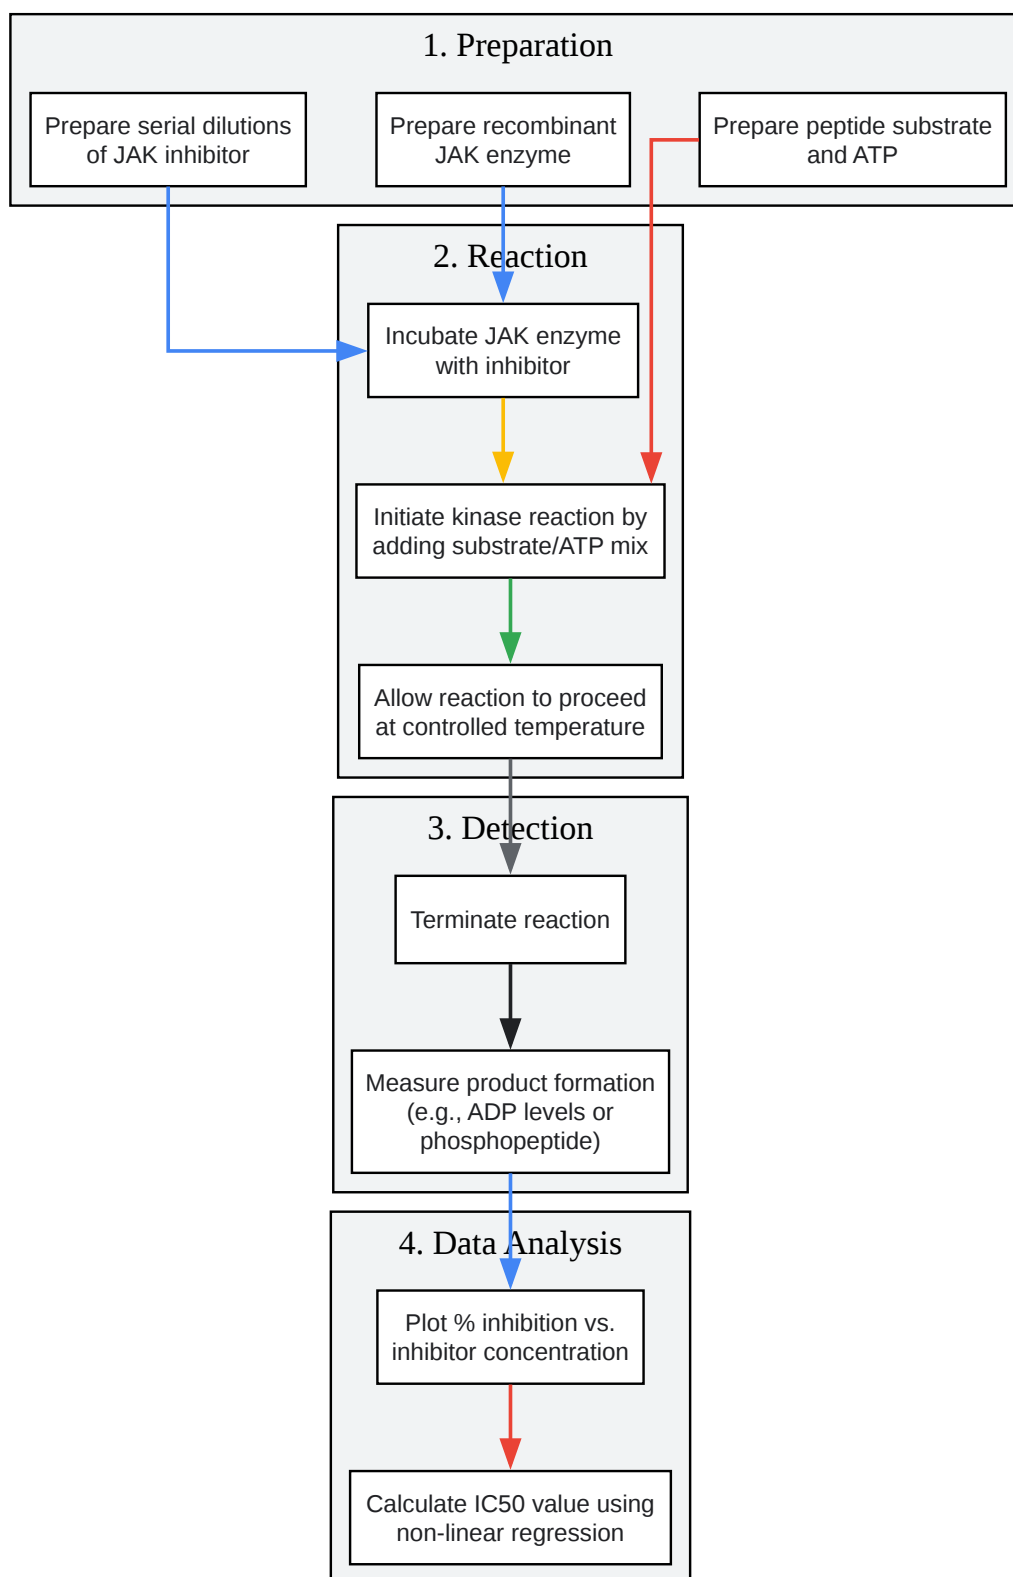 1. Preparation
Prepare serial dilutions
of JAK inhibitor
Prepare recombinant
JAK enzyme
Prepare peptide substrate
and ATP
2. Reaction
Incubate JAK enzyme
with inhibitor
Initiate kinase reaction by
adding substrate/ATP mix
Allow reaction to proceed
at controlled temperature
3. Detection
Terminate reaction
Measure product formation
(e.g., ADP levels or
phosphopeptide)
4. Data Analysis
Plot % inhibition vs.
inhibitor concentration
Calculate IC50 value using
non-linear regression